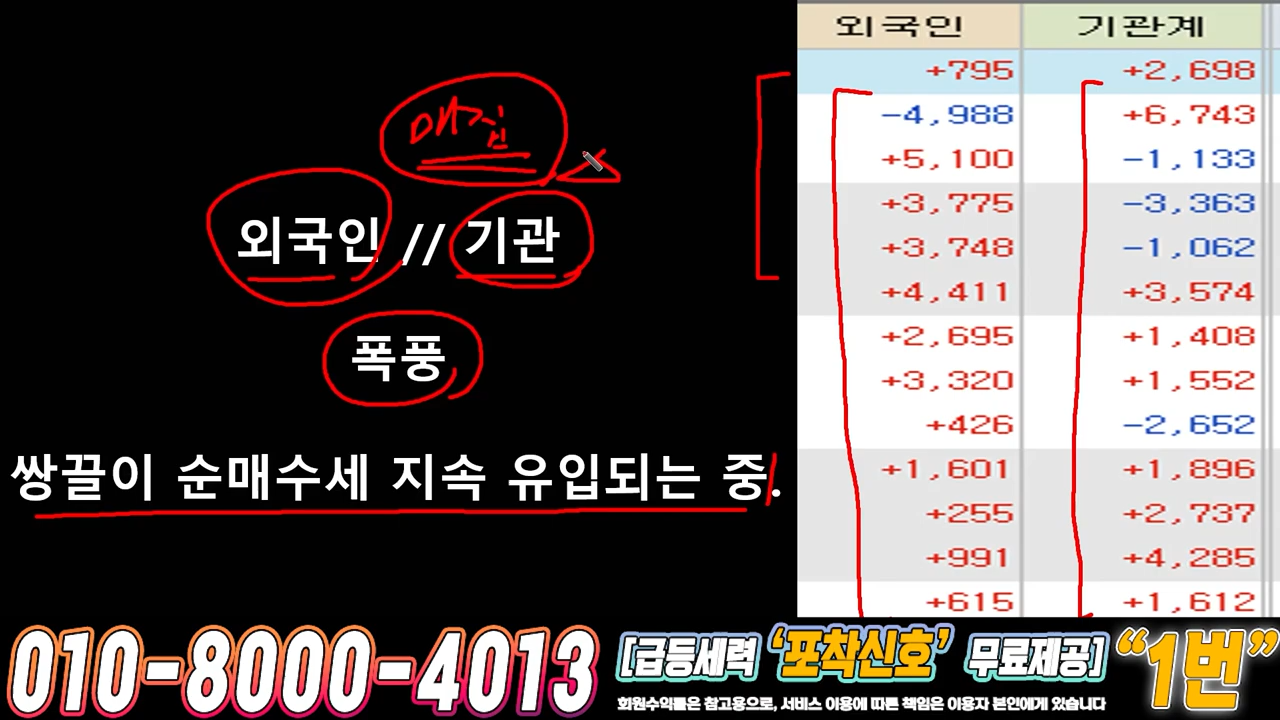 매집
외국인 // 기관
폭풍
쌍끌이 순매수세 지속 유입되는 중.
외국인 기관계
+795 +2,698
-4,988 +6,743
+5,100 -1,133
+3,775 -3,363
+3,748 -1,062
+4,411 +3,574
+2,695 +1,408
+3,320 +1,552
+426 -2,652
+1,601 +1,896
+255 +2,737
+991 +4,285
+615 +1,612
010-8000-4013
[급등세력 '포착신호' 무료제공] "1번"
회원수익률은 참고용으로, 서비스 이용에 따른 책임은 이용자 본인에게 있습니다